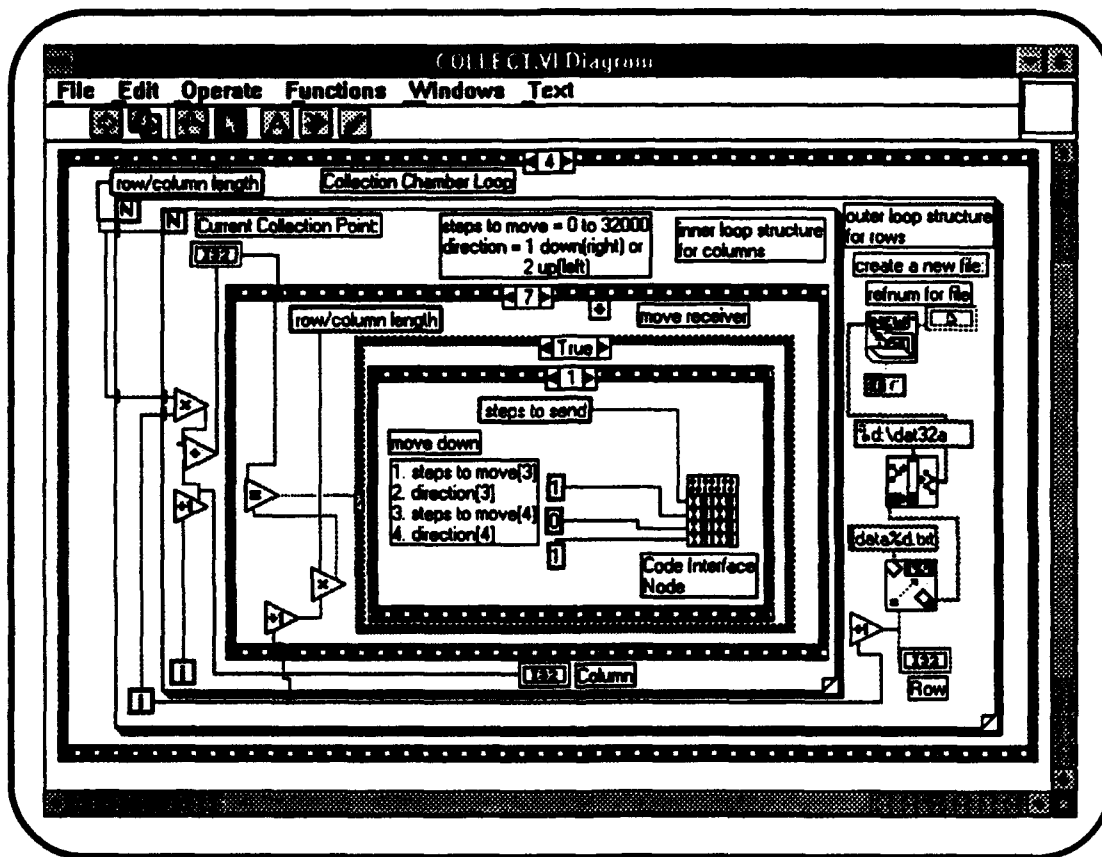 COLLECT.VI Diagram
File Edit Operate Functions Windows Text
4
row/column length
Collection Chamber Loop
N
N
Current Collection Point
I32
steps to move = 0 to 32000
direction = 1 down(right) or
2 up(left)
inner loop structure
for columns
outer loop structure
for rows
create a new file:
refnum for file
7
row/column length
move receiver
True
1
steps to send
move down
1. steps to move[3]
2. direction[3]
3. steps to move[4]
4. direction[4]
1
0
1
Code Interface
Node
d:\dat32a
data%d.txt
i
i
I32
Column
I32
Row